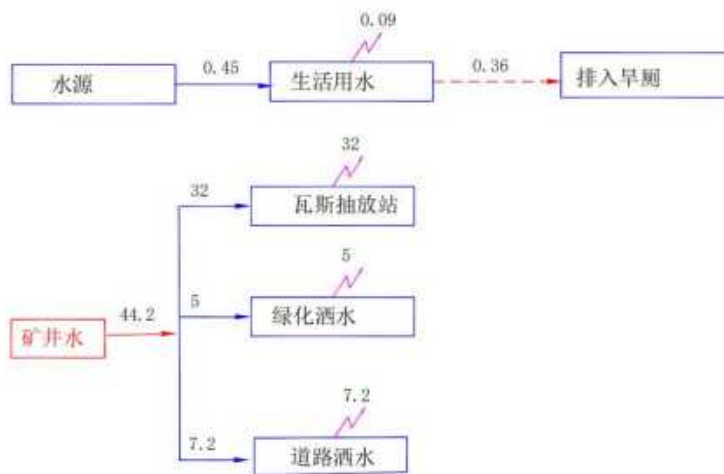 0.09
水源
0.45
生活用水
0.36
排入旱厕
32
32
瓦斯抽放站
5
5
绿化洒水
矿井水
44.2
7.2
7.2
道路洒水